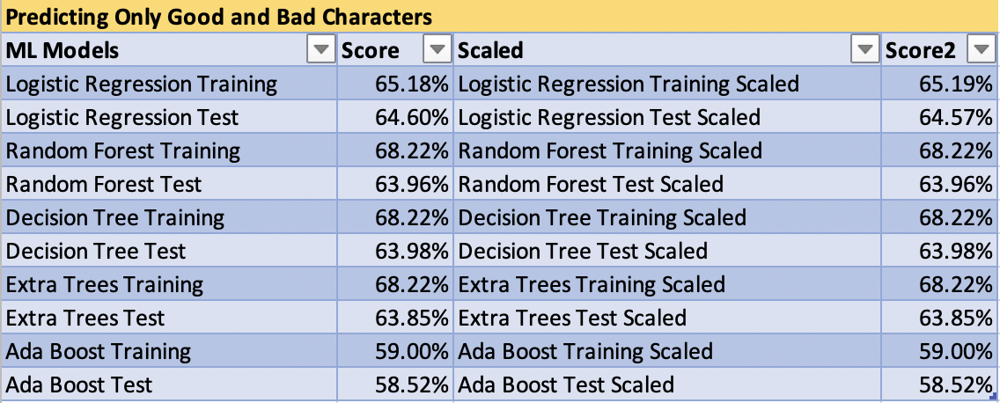 Predicting Only Good and Bad Characters
ML Models Score Scaled Score2
Logistic Regression Training 65.18% Logistic Regression Training Scaled 65.19%
Logistic Regression Test 64.60% Logistic Regression Test Scaled 64.57%
Random Forest Training 68.22% Random Forest Training Scaled 68.22%
Random Forest Test 63.96% Random Forest Test Scaled 63.96%
Decision Tree Training 68.22% Decision Tree Training Scaled 68.22%
Decision Tree Test 63.98% Decision Tree Test Scaled 63.98%
Extra Trees Training 68.22% Extra Trees Training Scaled 68.22%
Extra Trees Test 63.85% Extra Trees Test Scaled 63.85%
Ada Boost Training 59.00% Ada Boost Training Scaled 59.00%
Ada Boost Test 58.52% Ada Boost Test Scaled 58.52%